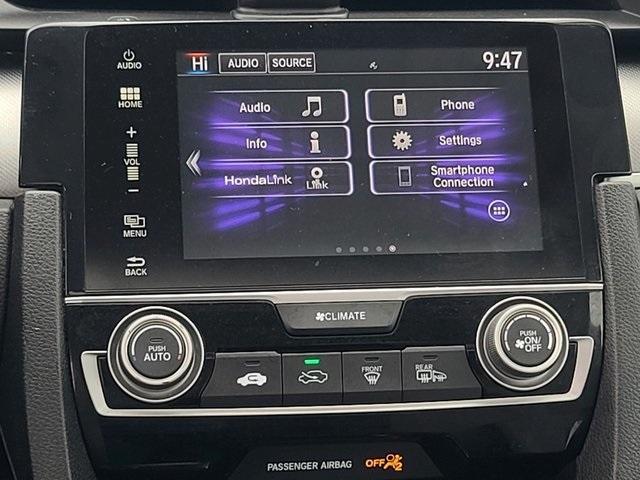 AUDIO
Hi AUDIO SOURCE 9:47
HOME
Audio
Phone
VOL
Info
Settings
HondaLink
Link
Smartphone
Connection
MENU
BACK
CLIMATE
PUSH
AUTO
FRONT
REAR
PUSH
ON/
OFF
PASSENGER AIRBAG OFF 2